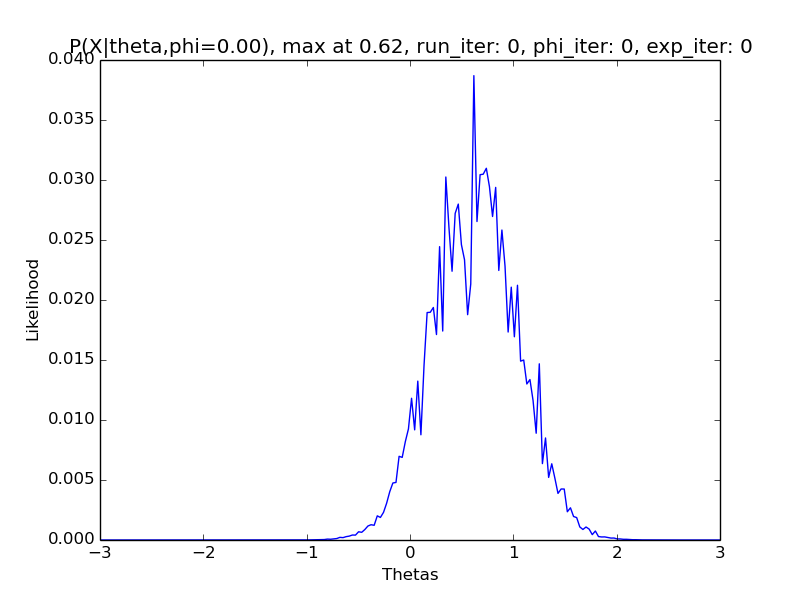 P(X|theta,phi=0.00), max at 0.62, run_iter: 0, phi_iter: 0, exp_iter: 0
0.040
0.035
0.030
0.025
0.020
0.015
0.010
0.005
0.000
Likelihood
−3 −2 −1 0 1 2 3
Thetas